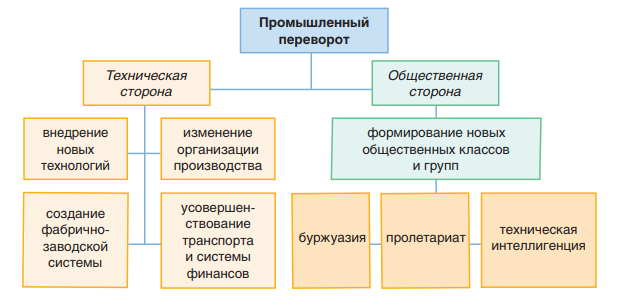 Промышленный
переворот
Техническая
сторона
Общественная
сторона
внедрение
новых
технологий
изменение
организации
производства
формирование новых
общественных классов
и групп
создание
фабрично-
заводской
системы
усовершен-
ствование
транспорта
и системы
финансов
буржуазия
пролетариат
техническая
интеллигенция